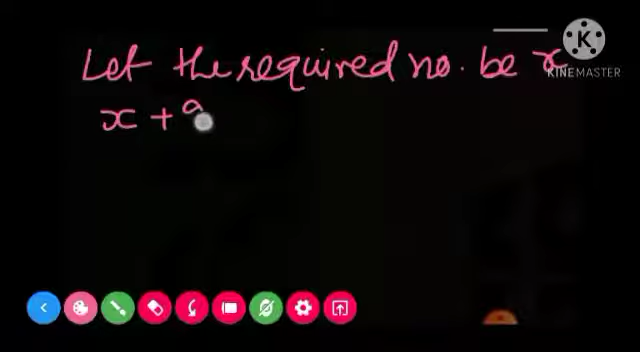 K
KINEMASTER
Let the required no. be x
x +